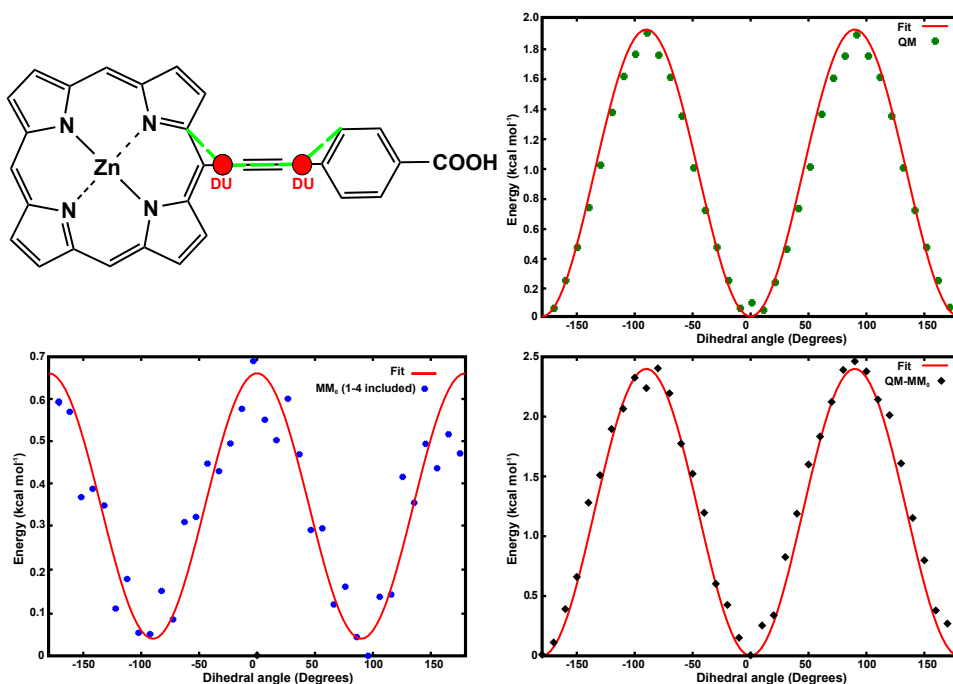 N
N
Zn
N
N
DU
DU
COOH
Energy (kcal mol⁻¹)
2.0
1.8
1.6
1.4
1.2
1.0
0.8
0.6
0.4
0.2
0
Fit
QM
-150
-100
-50
0
50
100
150
Dihedral angle (Degrees)
Energy (kcal mol⁻¹)
0.7
0.6
0.5
0.4
0.3
0.2
0.1
0
Fit
MM₀ (1-4 included)
-150
-100
-50
0
50
100
150
Dihedral angle (Degrees)
Energy (kcal mol⁻¹)
2.5
2.0
1.5
1.0
0.5
0.0
Fit
QM-MM₀
-150
-100
-50
0
50
100
150
Dihedral angle (Degrees)